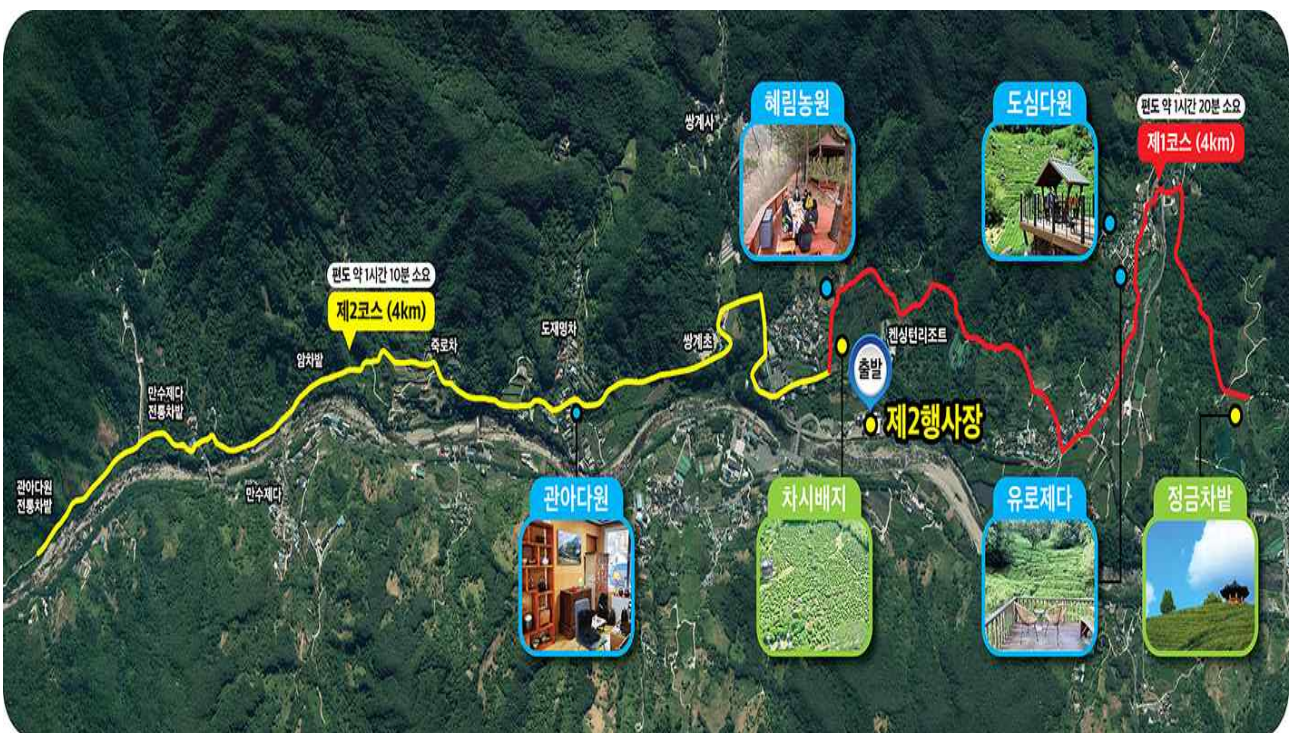 혜림농원
도심다원
편도 약 1시간 20분 소요
제1코스 (4km)
쌍계사
편도 약 1시간 10분 소요
제2코스 (4km)
암차밭
죽로차
도재명차
쌍계초
켄싱턴리조트
출발
제2행사장
만수제다
전통차밭
관아다원
전통차밭
만수제다
관아다원
차시배지
유로제다
정금차밭